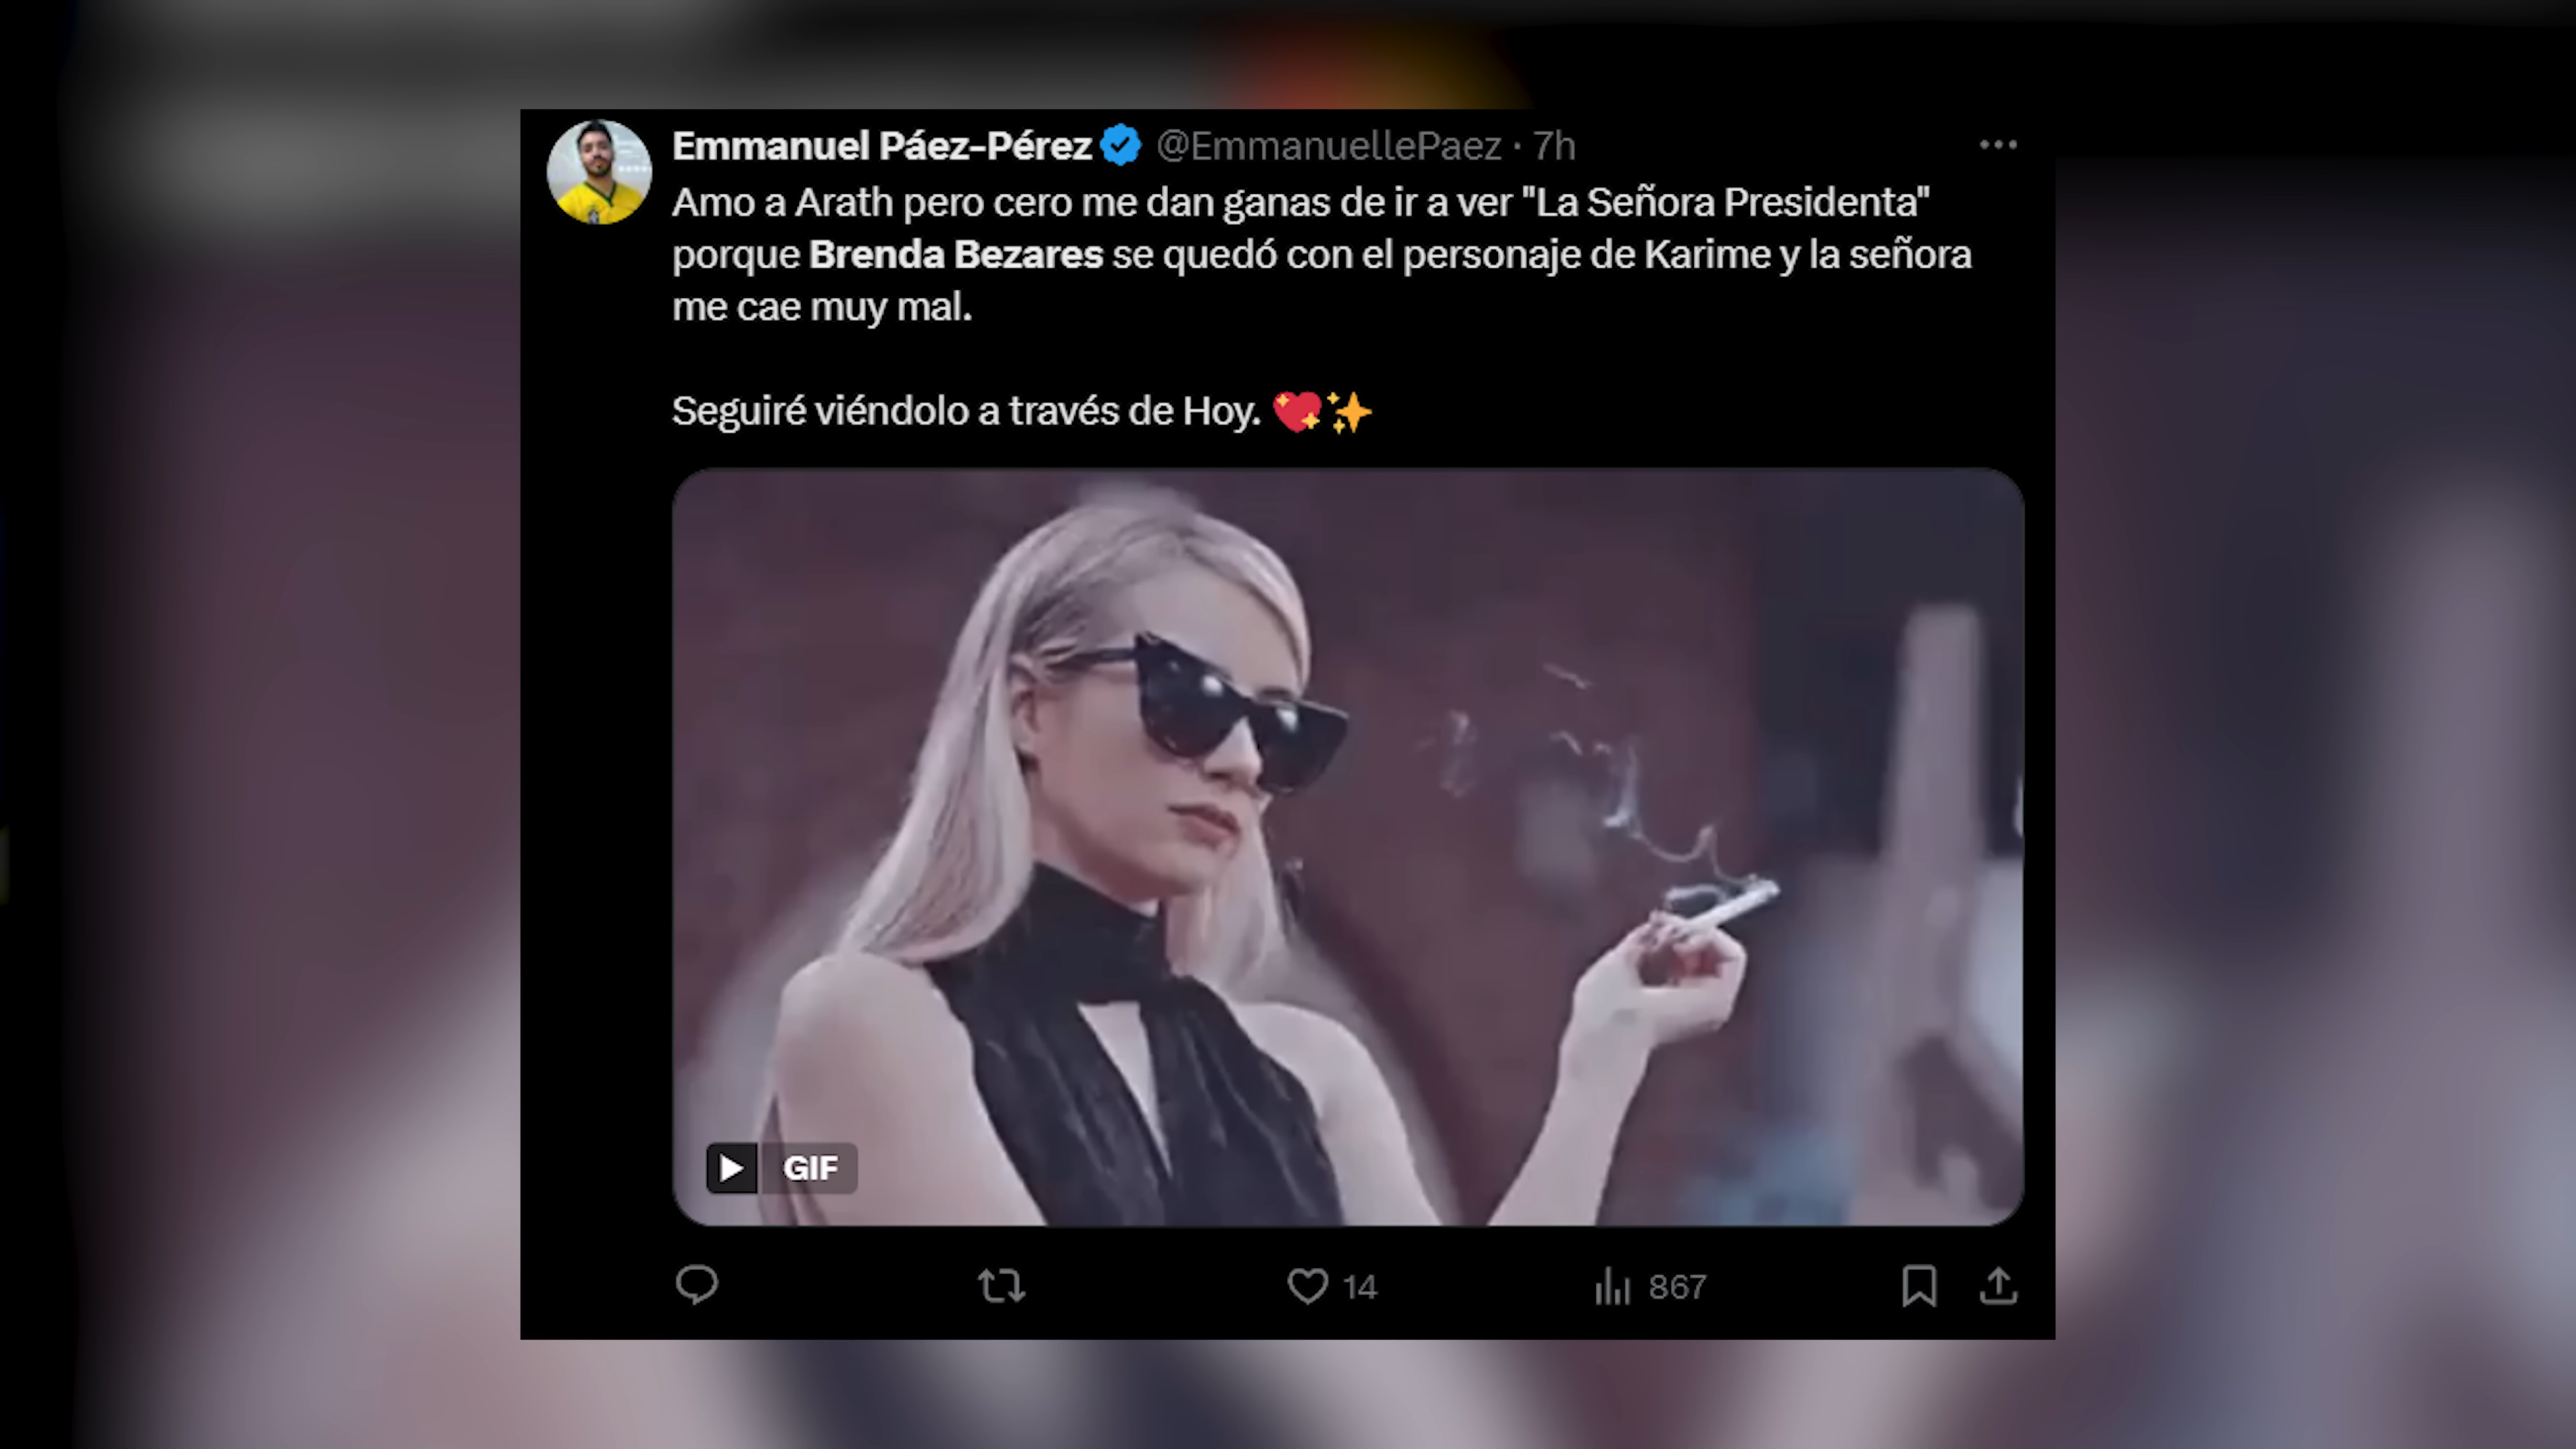 Emmanuel Páez-Pérez @EmmanuellePaez · 7h
Amo a Arath pero cero me dan ganas de ir a ver "La Señora Presidenta"
porque Brenda Bezares se quedó con el personaje de Karime y la señora
me cae muy mal.
Seguiré viéndolo a través de Hoy. 💖✨
GIF
14 867